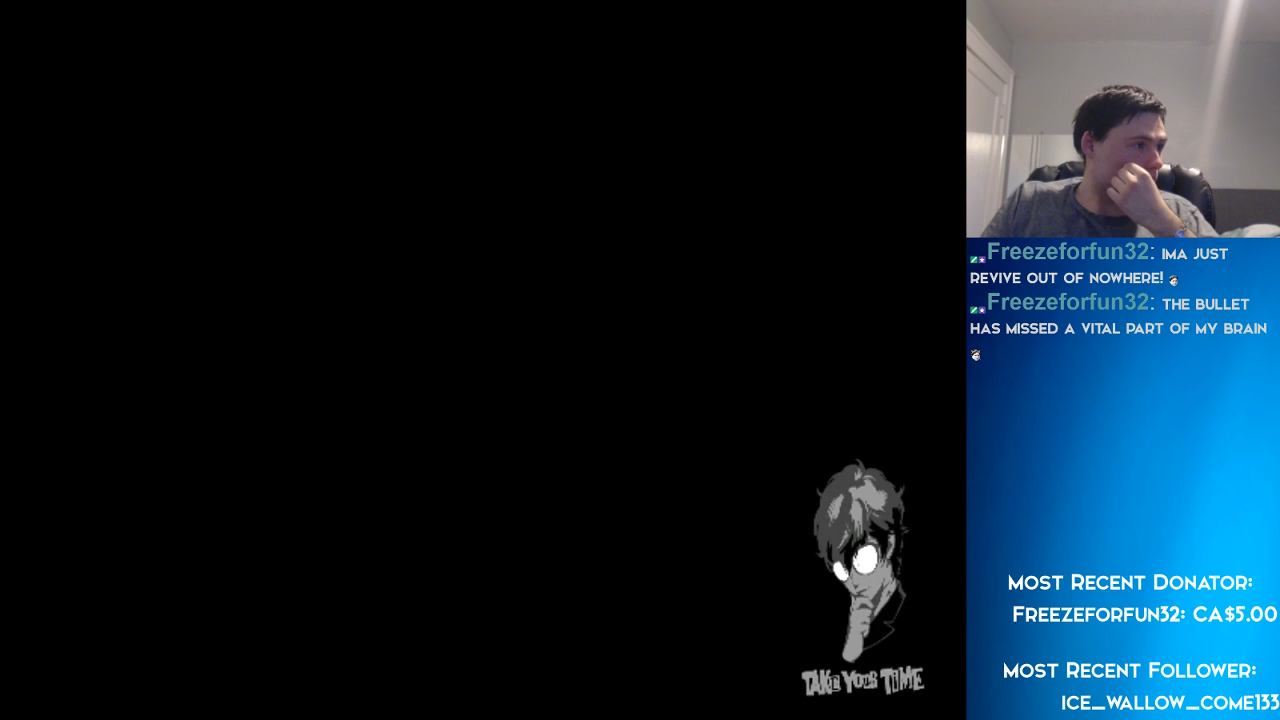 Freezeforfun32: IMA JUST
REVIVE OUT OF NOWHERE!
Freezeforfun32: THE BULLET
HAS MISSED A VITAL PART OF MY BRAIN
TAKE YOUR TIME
MOST RECENT DONATOR:
FREEZEFORFUN32: CA$5.00
MOST RECENT FOLLOWER:
ICE_WALLOW_COME133